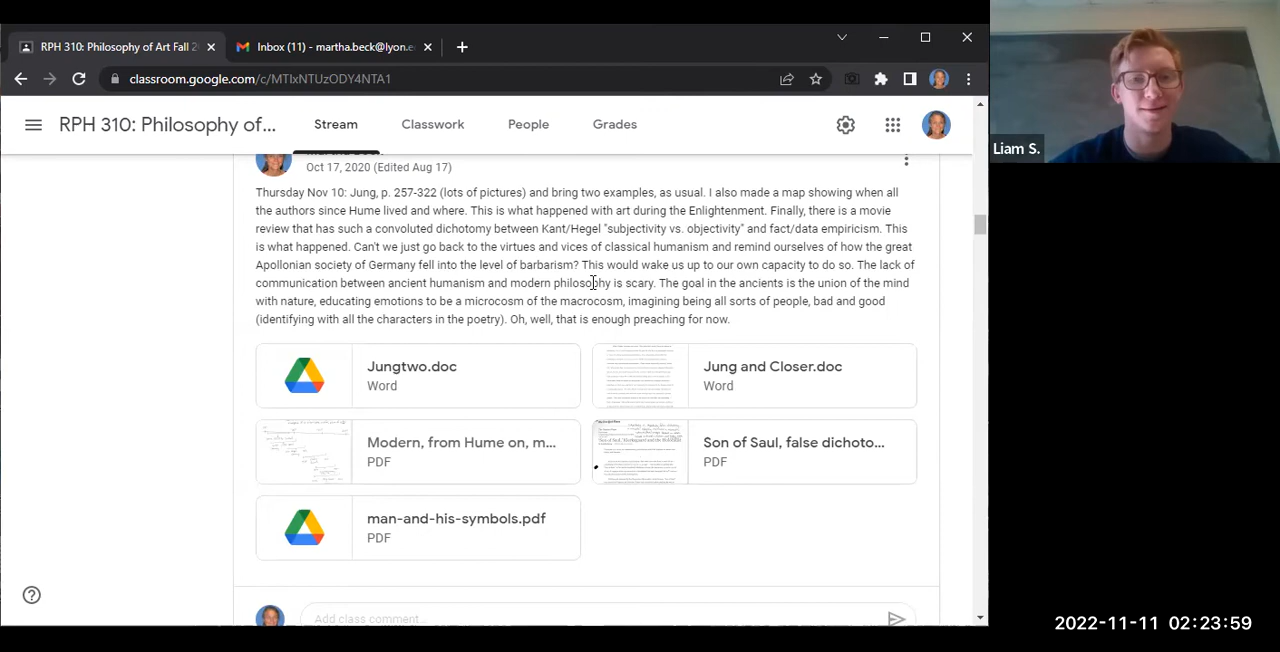 RPH 310: Philosophy of Art Fall 2
Inbox (11) - martha.beck@lyon.e
classroom.google.com/c/MTIxNTUzODY4NTA1
RPH 310: Philosophy of...
Stream
Classwork
People
Grades
Liam S.
Oct 17, 2020 (Edited Aug 17)
Thursday Nov 10: Jung, p. 257-322 (lots of pictures) and bring two examples, as usual. I also made a map showing when all
the authors since Hume lived and where. This is what happened with art during the Enlightenment. Finally, there is a movie
review that has such a convoluted dichotomy between Kant/Hegel "subjectivity vs. objectivity" and fact/data empiricism. This
is what happened. Can't we just go back to the virtues and vices of classical humanism and remind ourselves of how the great
Apollonian society of Germany fell into the level of barbarism? This would wake us up to our own capacity to do so. The lack of
communication between ancient humanism and modern philosophy is scary. The goal in the ancients is the union of the mind
with nature, educating emotions to be a microcosm of the macrocosm, imagining being all sorts of people, bad and good
(identifying with all the characters in the poetry). Oh, well, that is enough preaching for now.
Jungtwo.doc
Word
Jung and Closer.doc
Word
Modern, from Hume on, m...
PDF
Son of Saul, false dichoto...
PDF
man-and-his-symbols.pdf
PDF
Add class comment...
2022-11-11 02:23:59